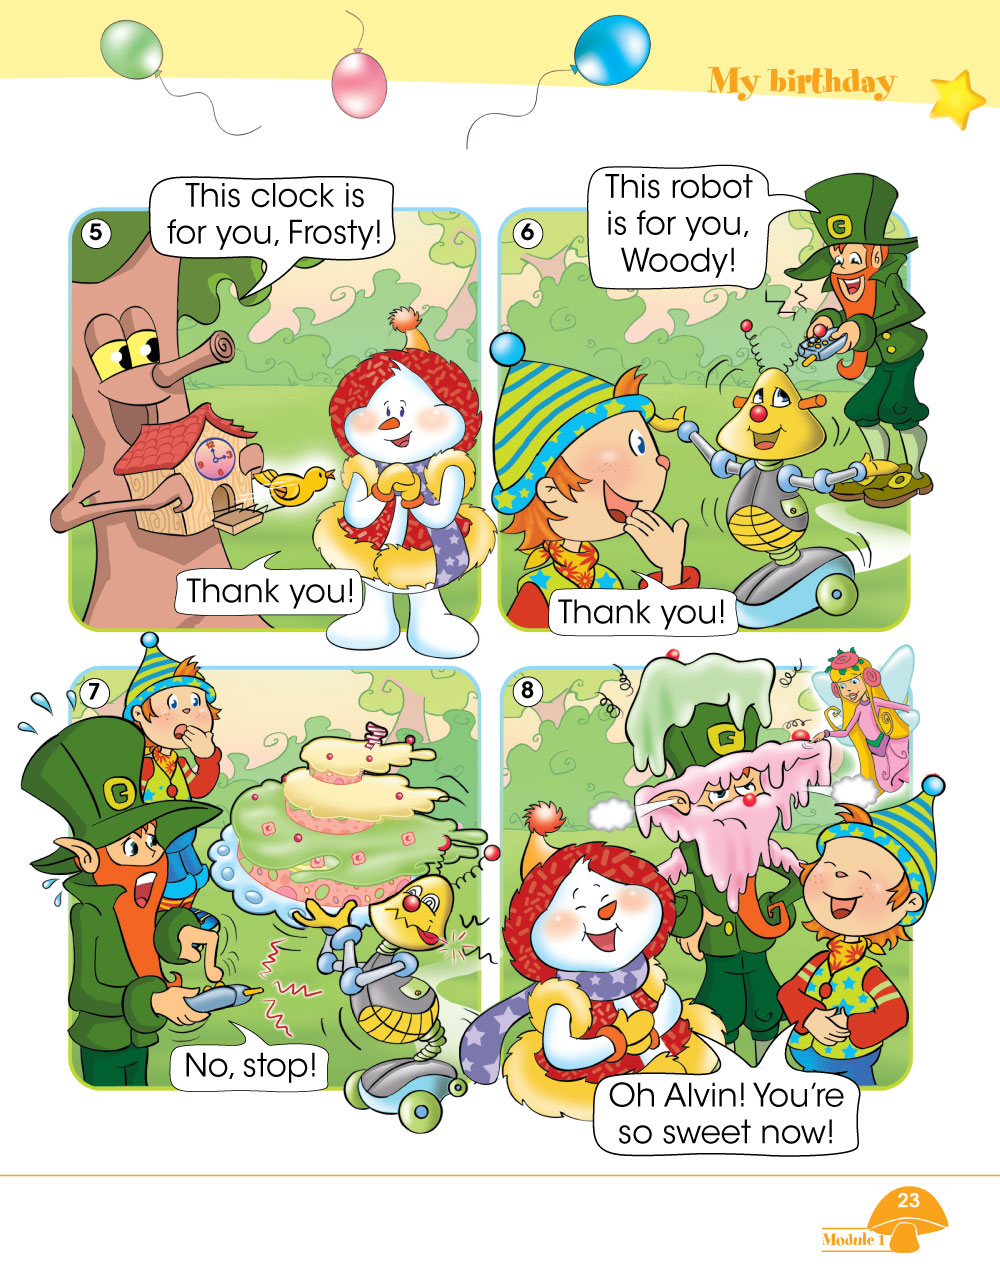 My birthday
5
This clock is
for you, Frosty!
Thank you!
6
This robot
is for you,
Woody!
G
Thank you!
7
G
No, stop!
8
G
Oh Alvin! You're
so sweet now!
23
Module 1